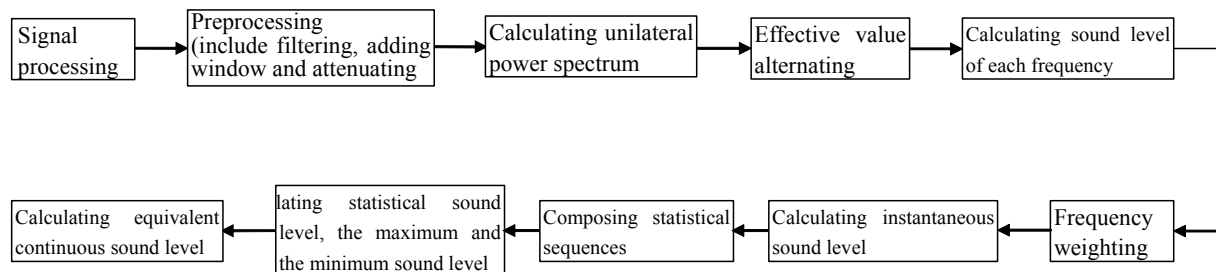 Signal
processing
Preprocessing
(include filtering, adding
window and attenuating
Calculating unilateral
power spectrum
Effective value
alternating
Calculating sound level
of each frequency
Frequency
weighting
Calculating instantaneous
sound level
Composing statistical
sequences
lating statistical sound
level, the maximum and
the minimum sound level
Calculating equivalent
continuous sound level